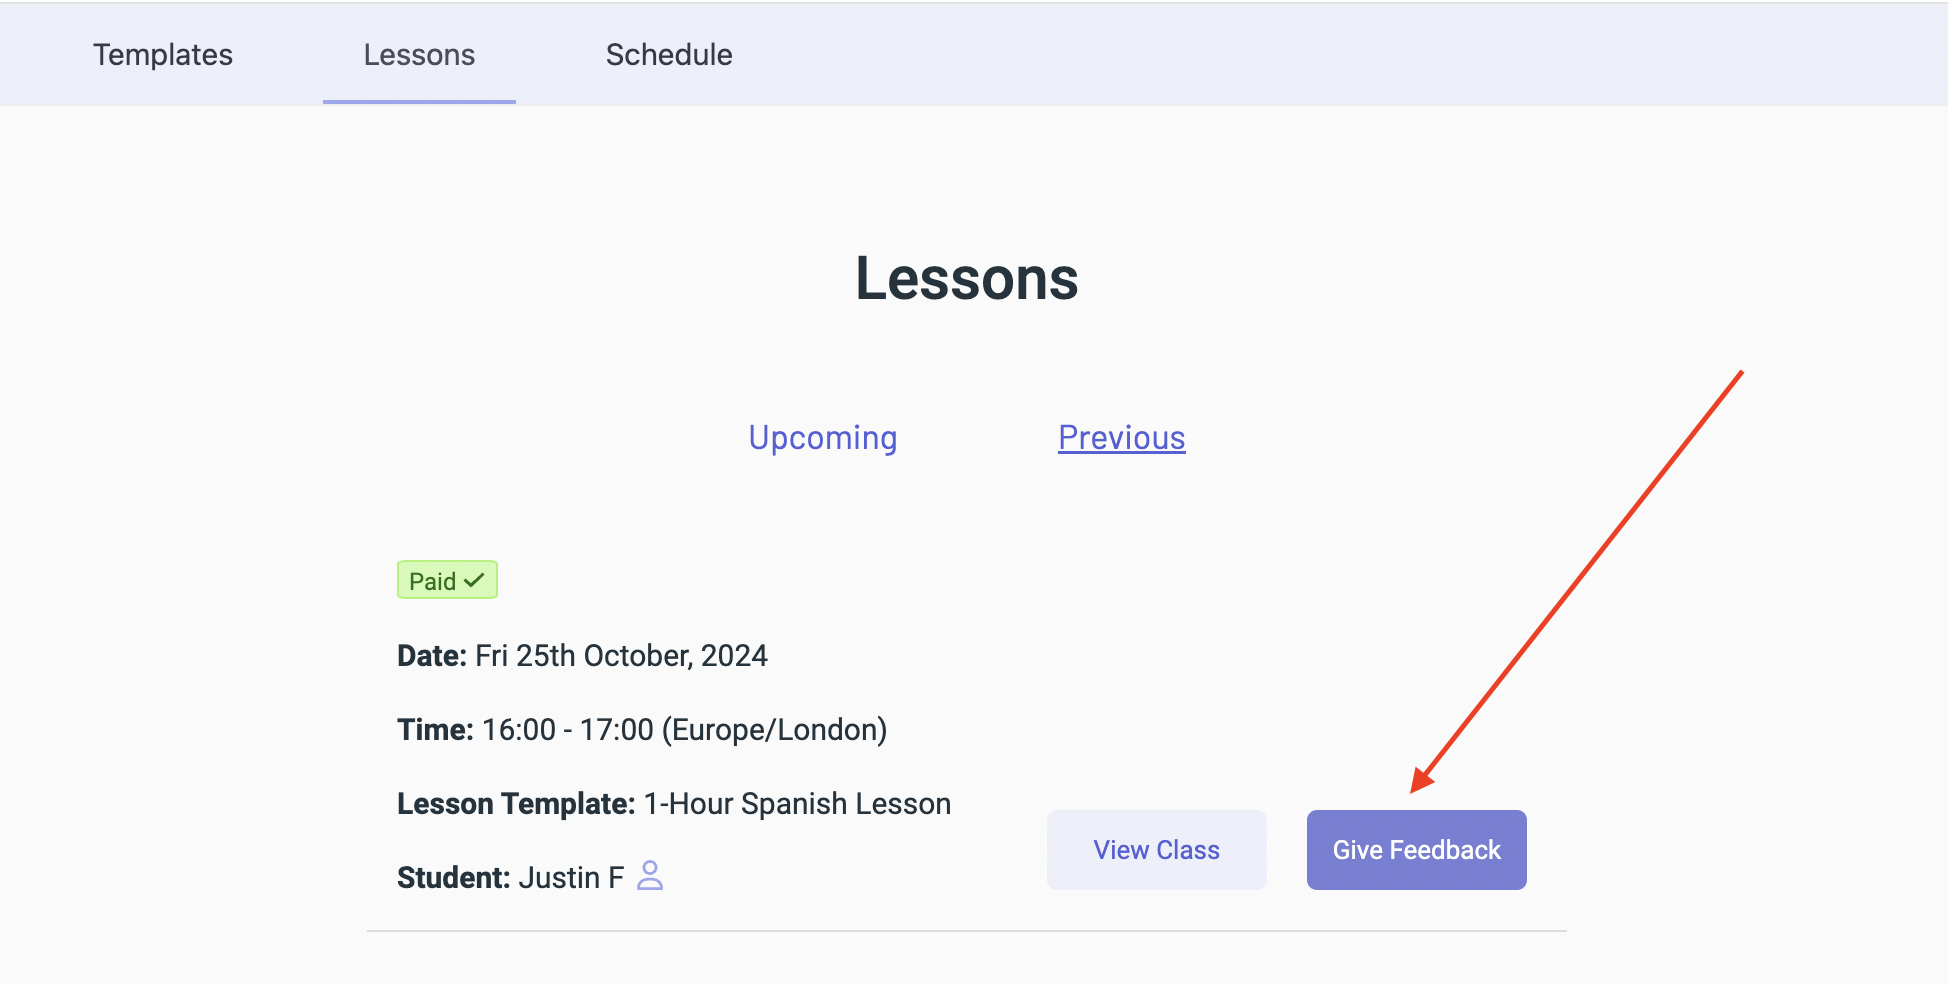 Templates Lessons Schedule
Lessons
Upcoming Previous
Paid
Date: Fri 25th October, 2024
Time: 16:00 - 17:00 (Europe/London)
Lesson Template: 1-Hour Spanish Lesson
Student: Justin F
View Class Give Feedback